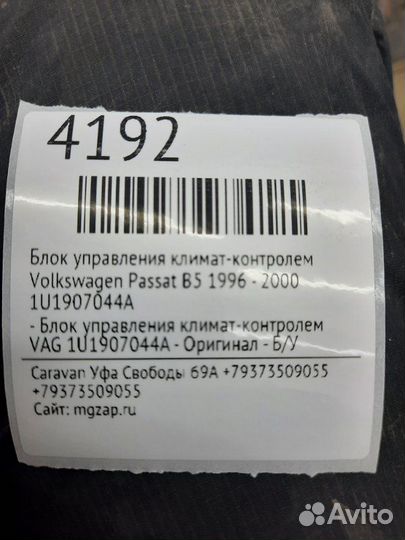 4192
Блок управления климат-контролем
Volkswagen Passat B5 1996 - 2000
1U1907044A
- Блок управления климат-контролем
VAG 1U1907044A - Оригинал - Б/У
Caravan Уфа Свободы 69А +79373509055
+79373509055
Сайт: mgzap.ru
Avito